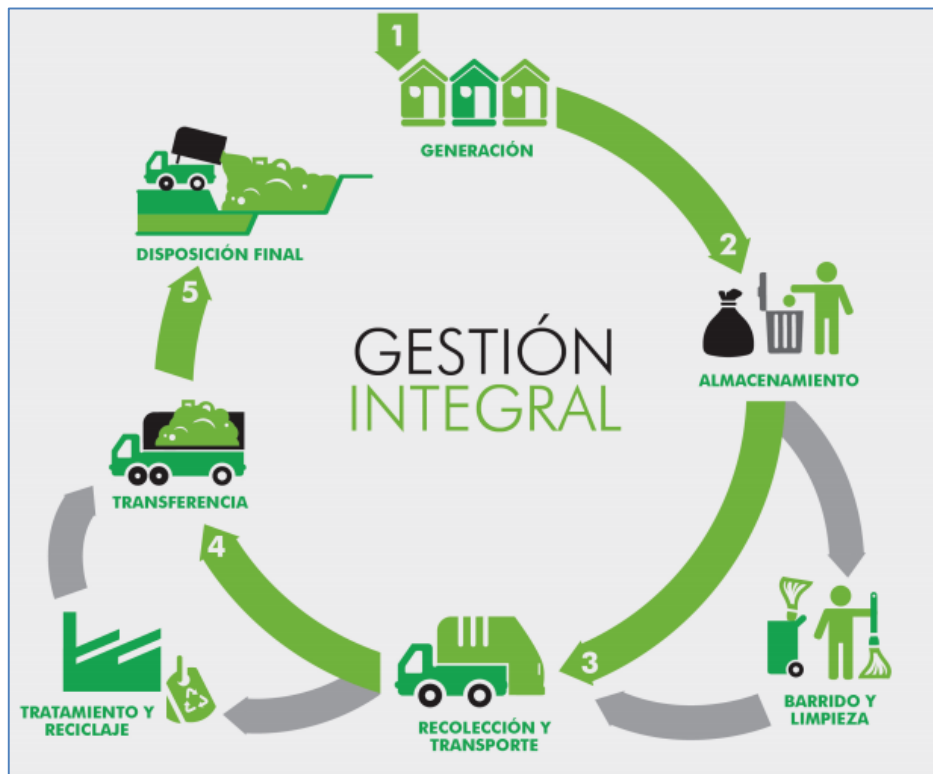 1
GENERACIÓN
2
ALMACENAMIENTO
BARRIDO Y
LIMPIEZA
3
RECOLECCIÓN Y
TRANSPORTE
TRATAMIENTO Y
RECICLAJE
4
TRANSFERENCIA
5
DISPOSICIÓN FINAL
GESTIÓN
INTEGRAL